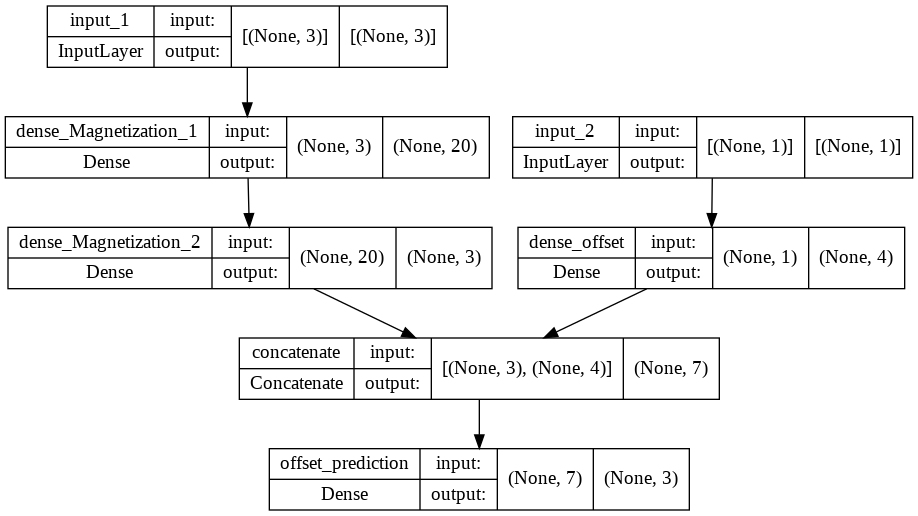 input_1 input: [(None, 3)] [(None, 3)]
InputLayer output:
dense_Magnetization_1 input: (None, 3) (None, 20)
Dense output:
input_2 input: [(None, 1)] [(None, 1)]
InputLayer output:
dense_Magnetization_2 input: (None, 20) (None, 3)
Dense output:
dense_offset input: (None, 1) (None, 4)
Dense output:
concatenate input: [(None, 3), (None, 4)] (None, 7)
Concatenate output:
offset_prediction input: (None, 7) (None, 3)
Dense output: